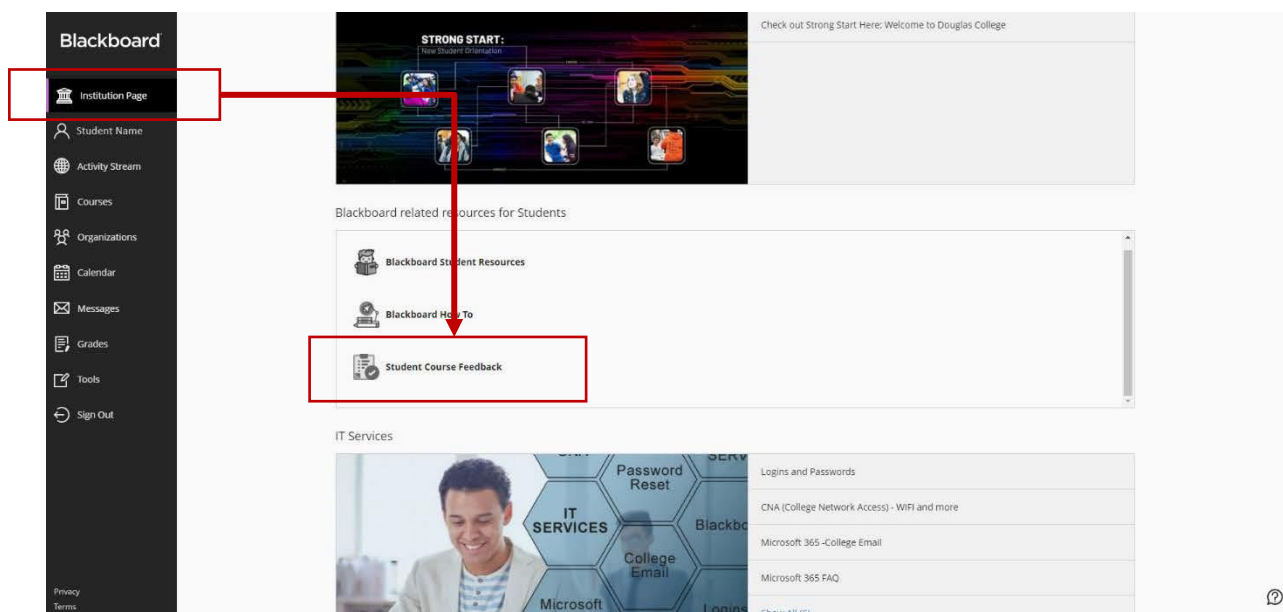 Blackboard
Institution Page
Student Name
Activity Stream
Courses
Organizations
Calendar
Messages
Grades
Tools
Sign Out
Privacy
Terms
STRONG START:
New Student Orientation
Check out Strong Start Here: Welcome to Douglas College
Blackboard related resources for Students
Blackboard Student Resources
Blackboard How To
Student Course Feedback
IT Services
Password
Reset
IT
SERVICES
College
Email
Microsoft
Logins and Passwords
CNA (College Network Access) - WIFI and more
Microsoft 365 -College Email
Microsoft 365 FAQ